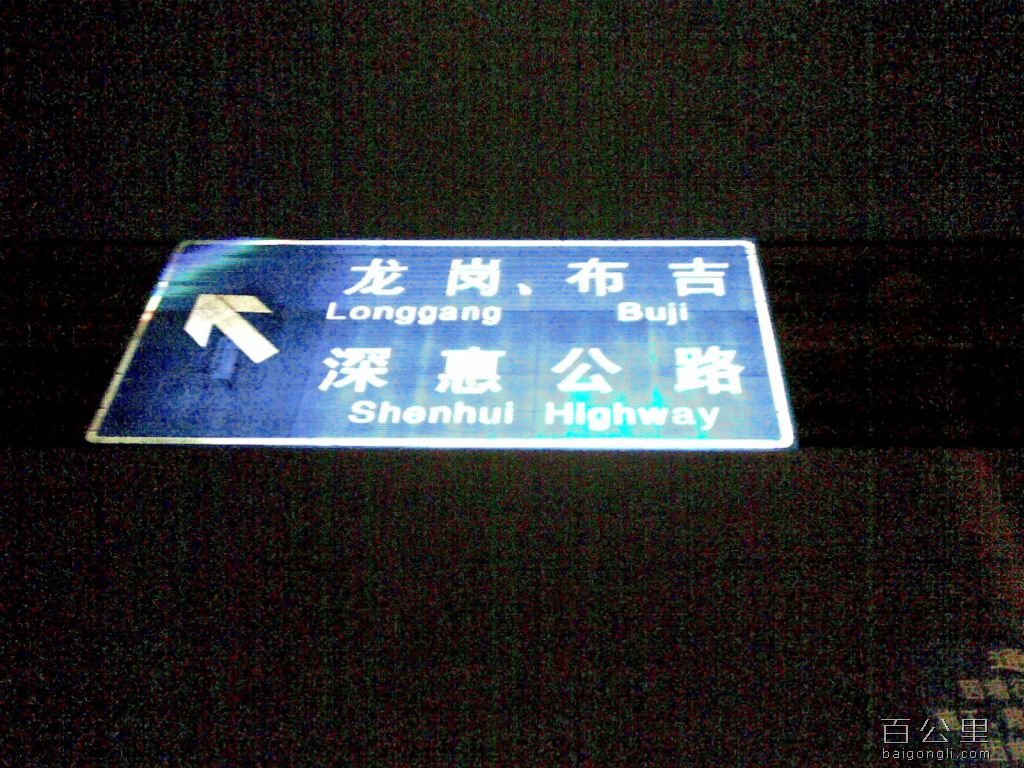 龙岗、布吉
Longgang Buji
深惠公路
Shenhui Highway
百公里
baigongli.com